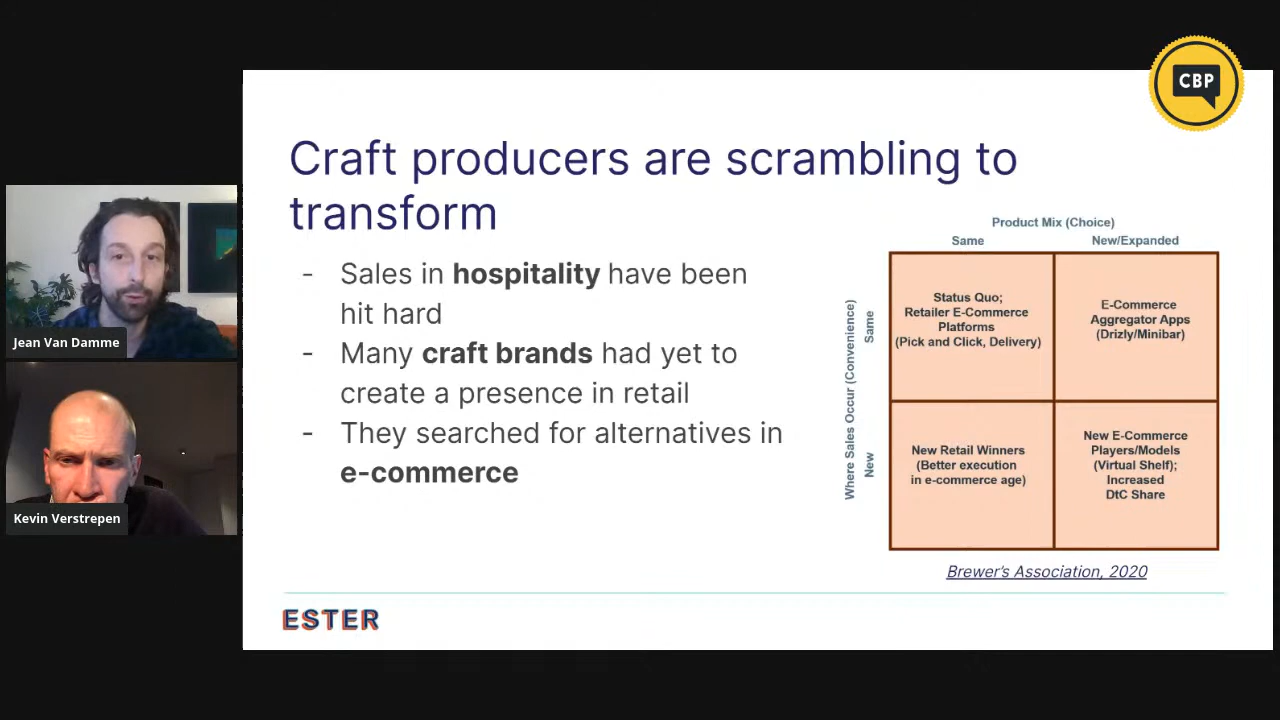 CBP
Craft producers are scrambling to
transform
- Sales in hospitality have been
hit hard
- Many craft brands had yet to
create a presence in retail
- They searched for alternatives in
e-commerce
Product Mix (Choice)
Same
New/Expanded
Where Sales Occur (Convenience)
Same
New
Status Quo;
Retailer E-Commerce
Platforms
(Pick and Click, Delivery)
E-Commerce
Aggregator Apps
(Drizly/Minibar)
New Retail Winners
(Better execution
in e-commerce age)
New E-Commerce
Players/Models
(Virtual Shelf);
Increased
DtC Share
Brewer's Association, 2020
ESTER
Jean Van Damme
Kevin Verstrepen